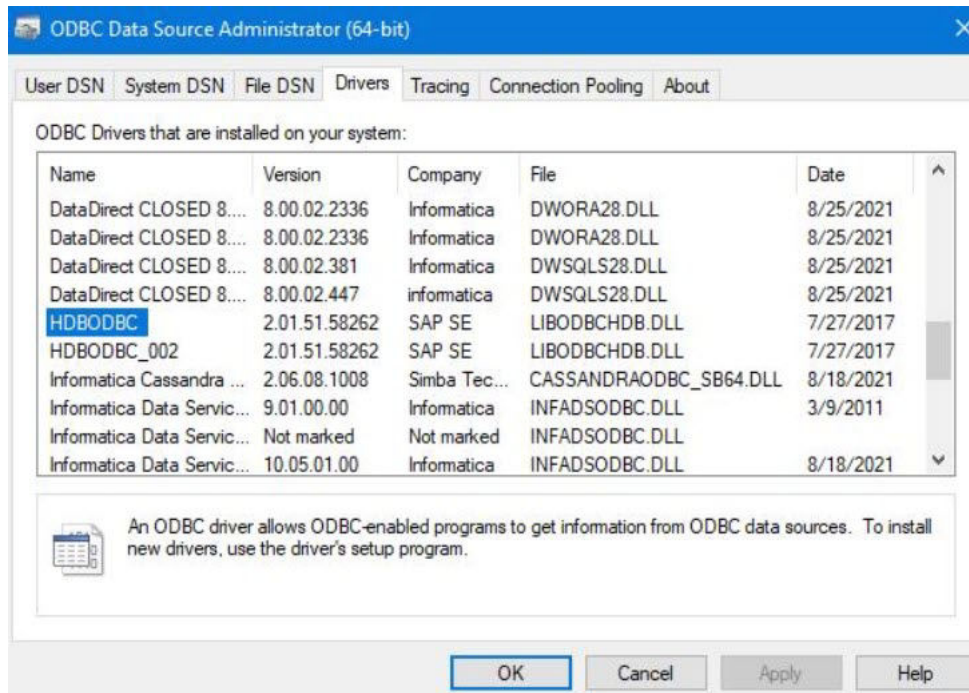 ODBC Data Source Administrator (64-bit)
User DSN System DSN File DSN Drivers Tracing Connection Pooling About
ODBC Drivers that are installed on your system:
Name Version Company File Date
DataDirect CLOSED 8.... 8.00.02.2336 Informatica DWORA28.DLL 8/25/2021
DataDirect CLOSED 8.... 8.00.02.2336 Informatica DWORA28.DLL 8/25/2021
DataDirect CLOSED 8.... 8.00.02.381 Informatica DWSQLS28.DLL 8/25/2021
DataDirect CLOSED 8.... 8.00.02.447 informatica DWSQLS28.DLL 8/25/2021
HDBODBC 2.01.51.58262 SAP SE LIBODBCHDB.DLL 7/27/2017
HDBODBC_002 2.01.51.58262 SAP SE LIBODBCHDB.DLL 7/27/2017
Informatica Cassandra ... 2.06.08.1008 Simba Tec... CASSANDRAODBC_SB64.DLL 8/18/2021
Informatica Data Servic... 9.01.00.00 Informatica INFADSODBC.DLL 3/9/2011
Informatica Data Servic... Not marked Not marked INFADSODBC.DLL
Informatica Data Servic... 10.05.01.00 Informatica INFADSODBC.DLL 8/18/2021
An ODBC driver allows ODBC-enabled programs to get information from ODBC data sources. To install
new drivers, use the driver's setup program.
OK Cancel Apply Help